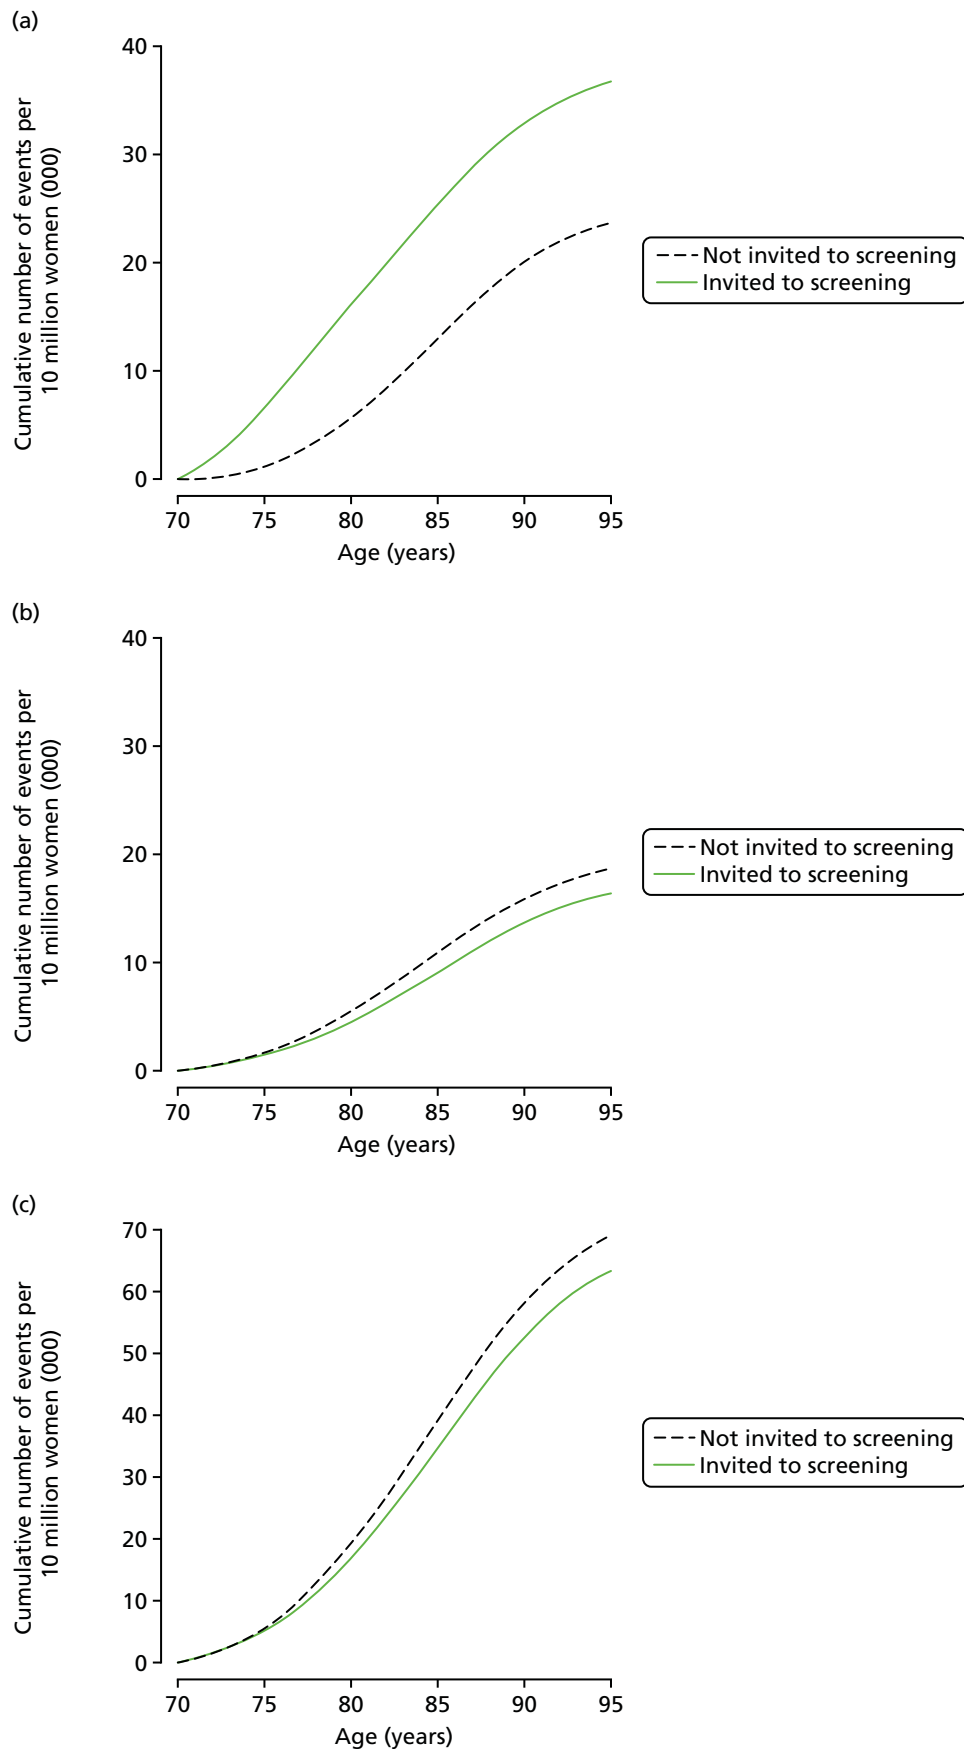 (a)
Cumulative number of events per
10 million women (000)
40
30
20
10
0
70 75 80 85 90 95
Age (years)
Not invited to screening
Invited to screening
(b)
Cumulative number of events per
10 million women (000)
40
30
20
10
0
70 75 80 85 90 95
Age (years)
Not invited to screening
Invited to screening
(c)
Cumulative number of events per
10 million women (000)
70
60
50
40
30
20
10
0
70 75 80 85 90 95
Age (years)
Not invited to screening
Invited to screening